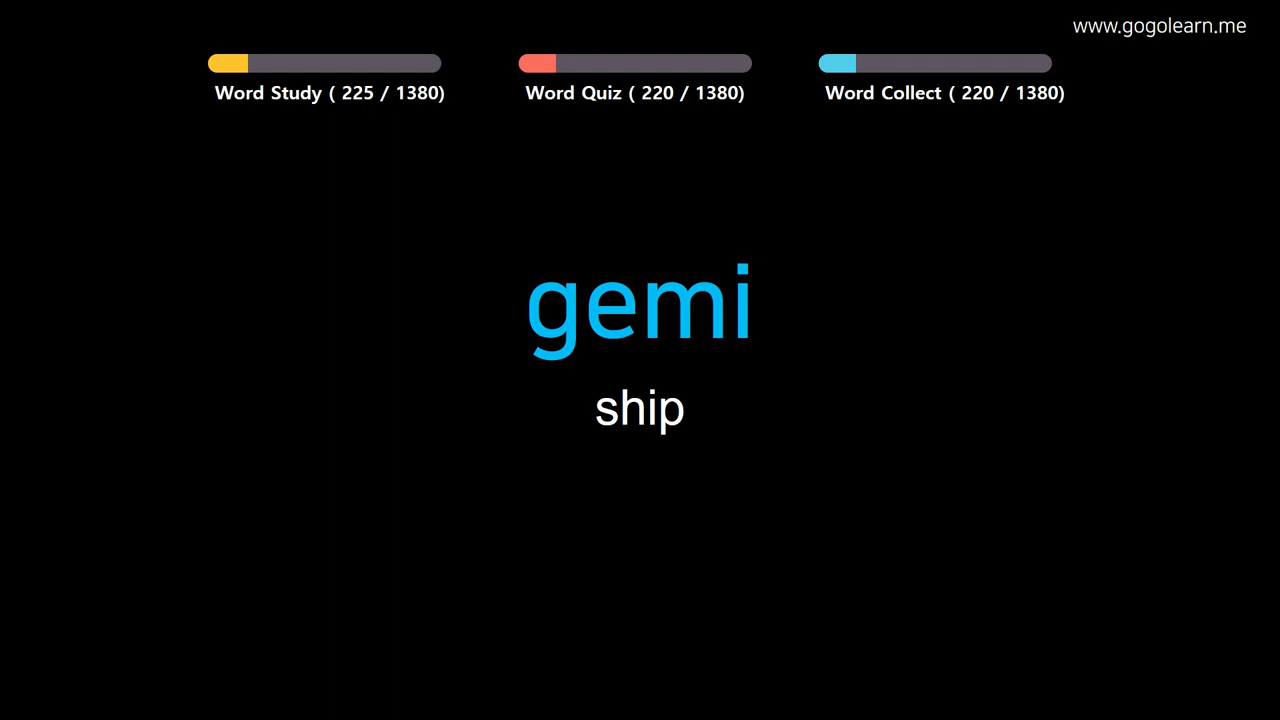 www.gogolearn.me
Word Study ( 225 / 1380)
Word Quiz ( 220 / 1380)
Word Collect ( 220 / 1380)
gemi
ship